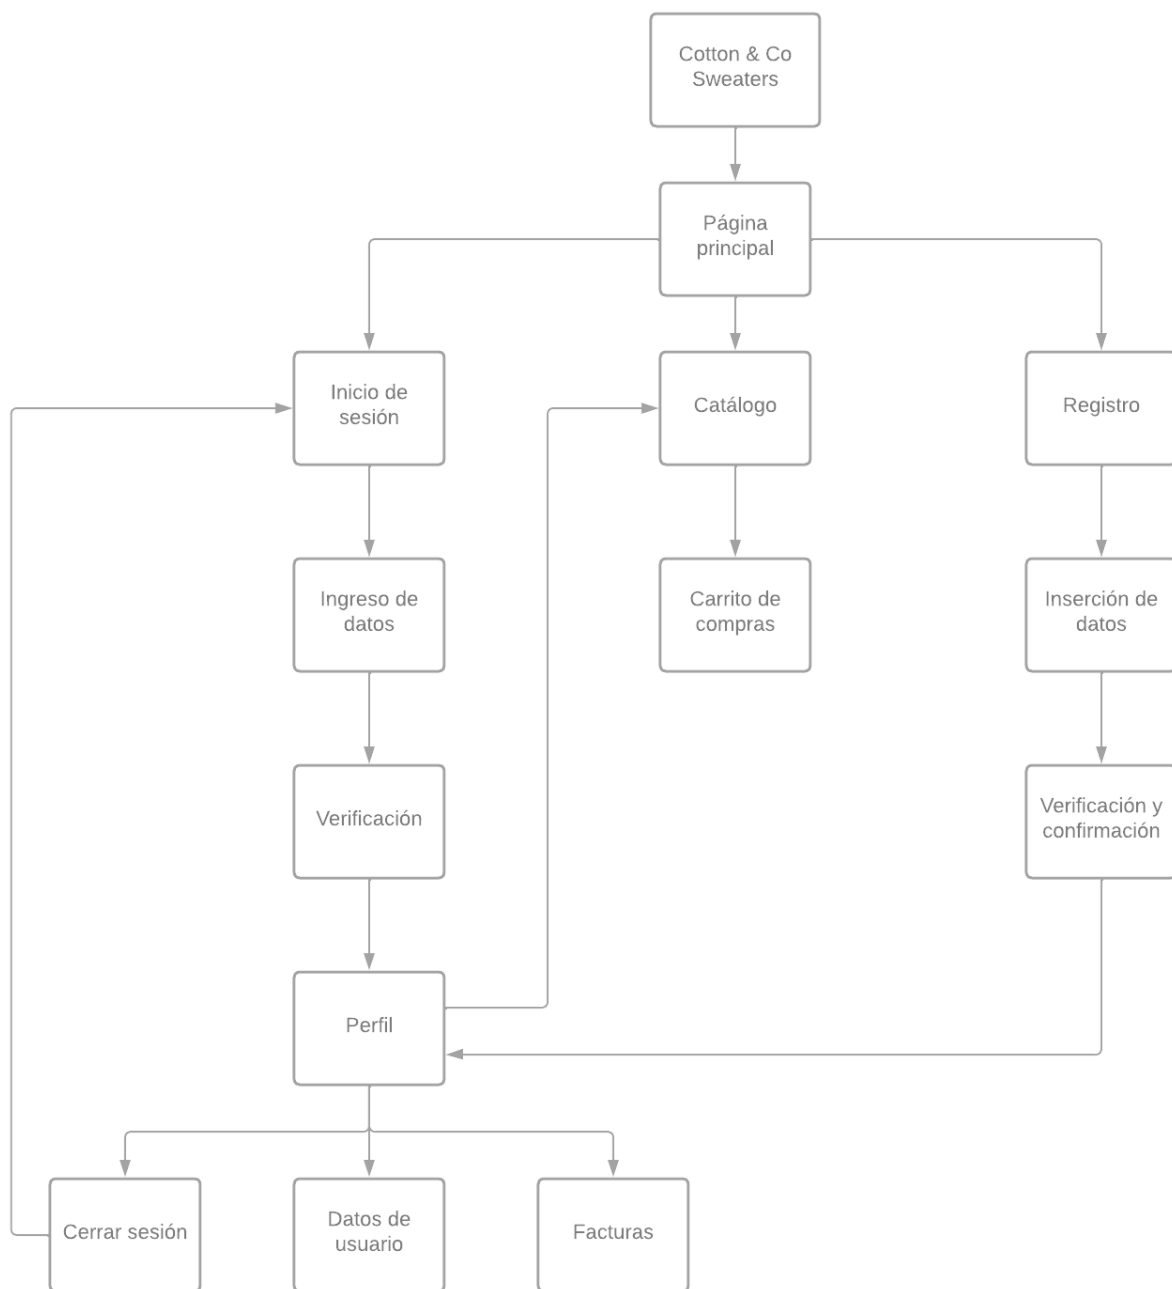 Cotton & Co
Sweaters
Página
principal
Inicio de
sesión
Catálogo
Registro
Ingreso de
datos
Carrito de
compras
Inserción de
datos
Verificación
Verificación y
confirmación
Perfil
Cerrar sesión
Datos de
usuario
Facturas